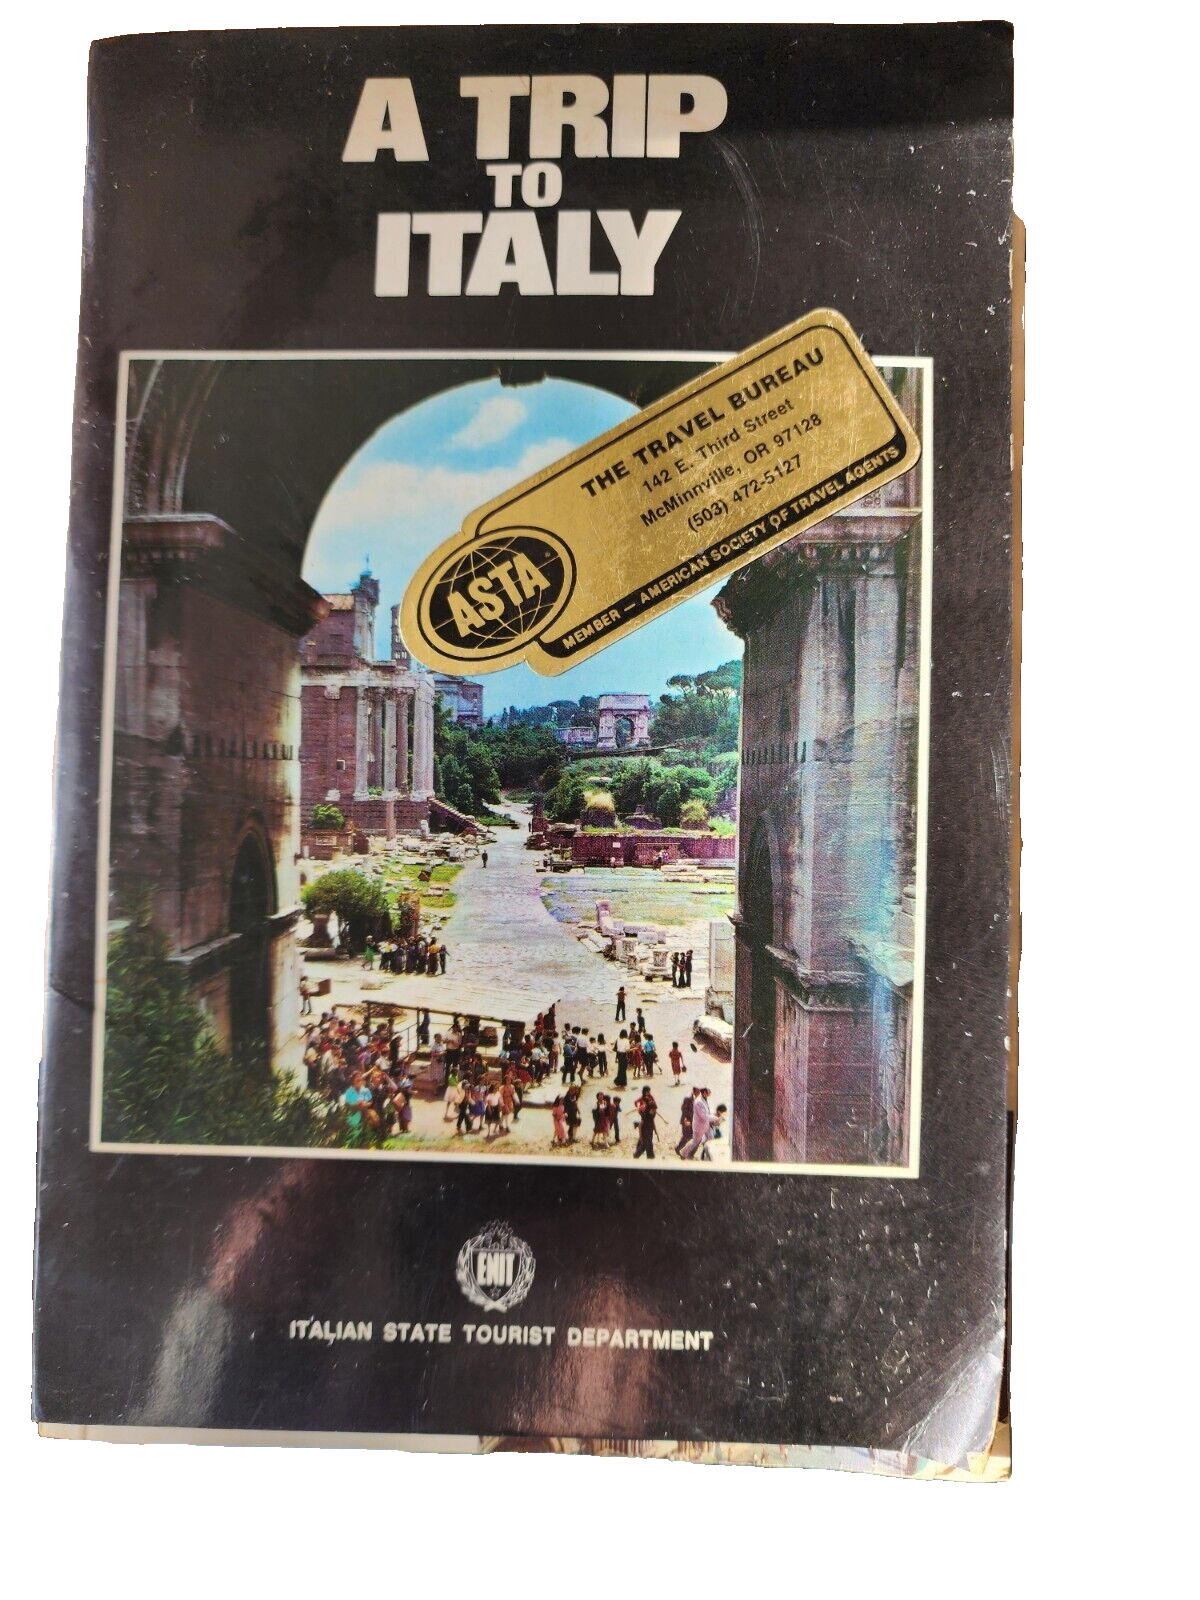 A TRIP
TO
ITALY
THE TRAVEL BUREAU
142 E. Third Street
McMinnville, OR 97128
(503) 472-5127
ASTA
®
MEMBER — AMERICAN SOCIETY OF TRAVEL AGENTS
ENIT
ITALIAN STATE TOURIST DEPARTMENT